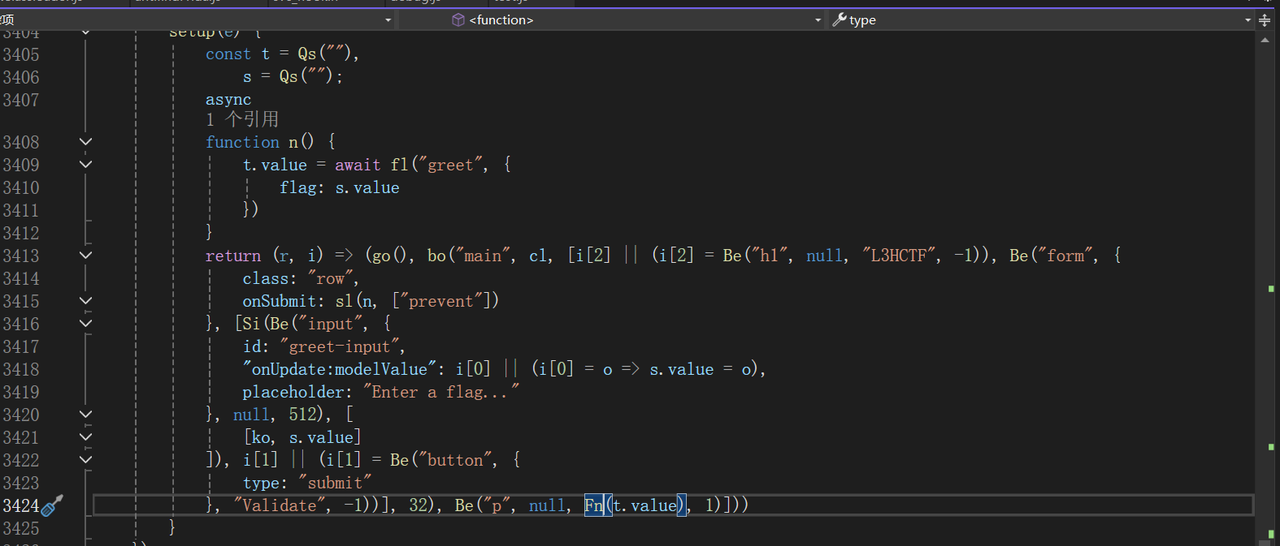 项 <function> type
3404 setup(e) {
3405 const t = Qs(""),
3406 s = Qs("");
3407 async
1 个引用
3408 function n() {
3409 t.value = await fl("greet", {
3410 flag: s.value
3411 })
3412 }
3413 return (r, i) => (go(), bo("main", cl, [i[2] || (i[2] = Be("h1", null, "L3HCTF", -1)), Be("form", {
3414 class: "row",
3415 onSubmit: sl(n, ["prevent"])
3416 }, [Si(Be("input", {
3417 id: "greet-input",
3418 "onUpdate:modelValue": i[0] || (i[0] = o => s.value = o),
3419 placeholder: "Enter a flag..."
3420 }, null, 512), [
3421 [ko, s.value]
3422 ]), i[1] || (i[1] = Be("button", {
3423 type: "submit"
3424 }, "Validate", -1))], 32), Be("p", null, Fn(t.value), 1)]))
3425 }